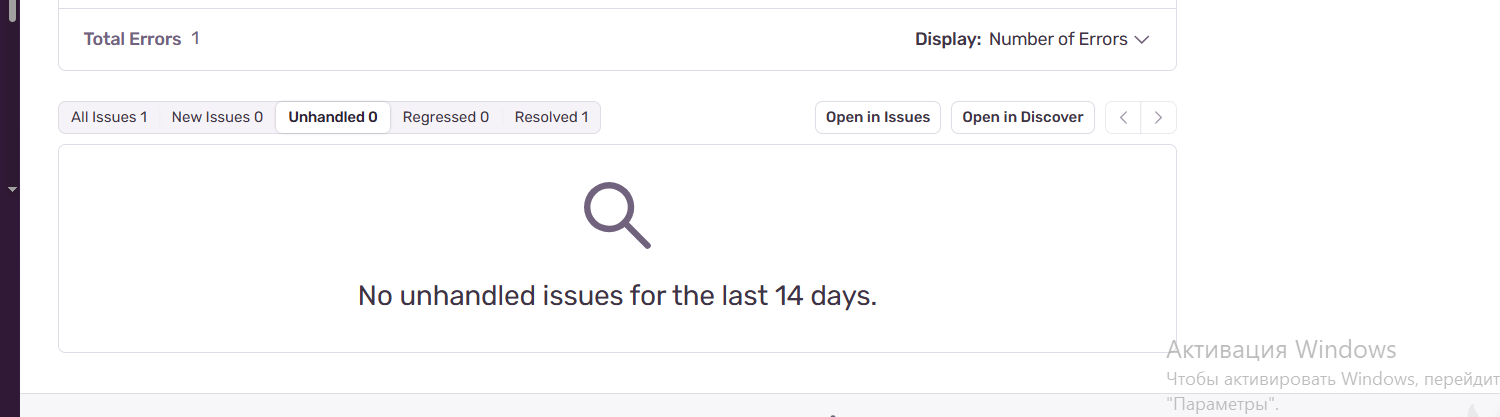 Total Errors 1
Display: Number of Errors
All Issues 1 New Issues 0 Unhandled 0 Regressed 0 Resolved 1
Open in Issues Open in Discover
No unhandled issues for the last 14 days.
Активация Windows
Чтобы активировать Windows, перейдит
"Параметры".